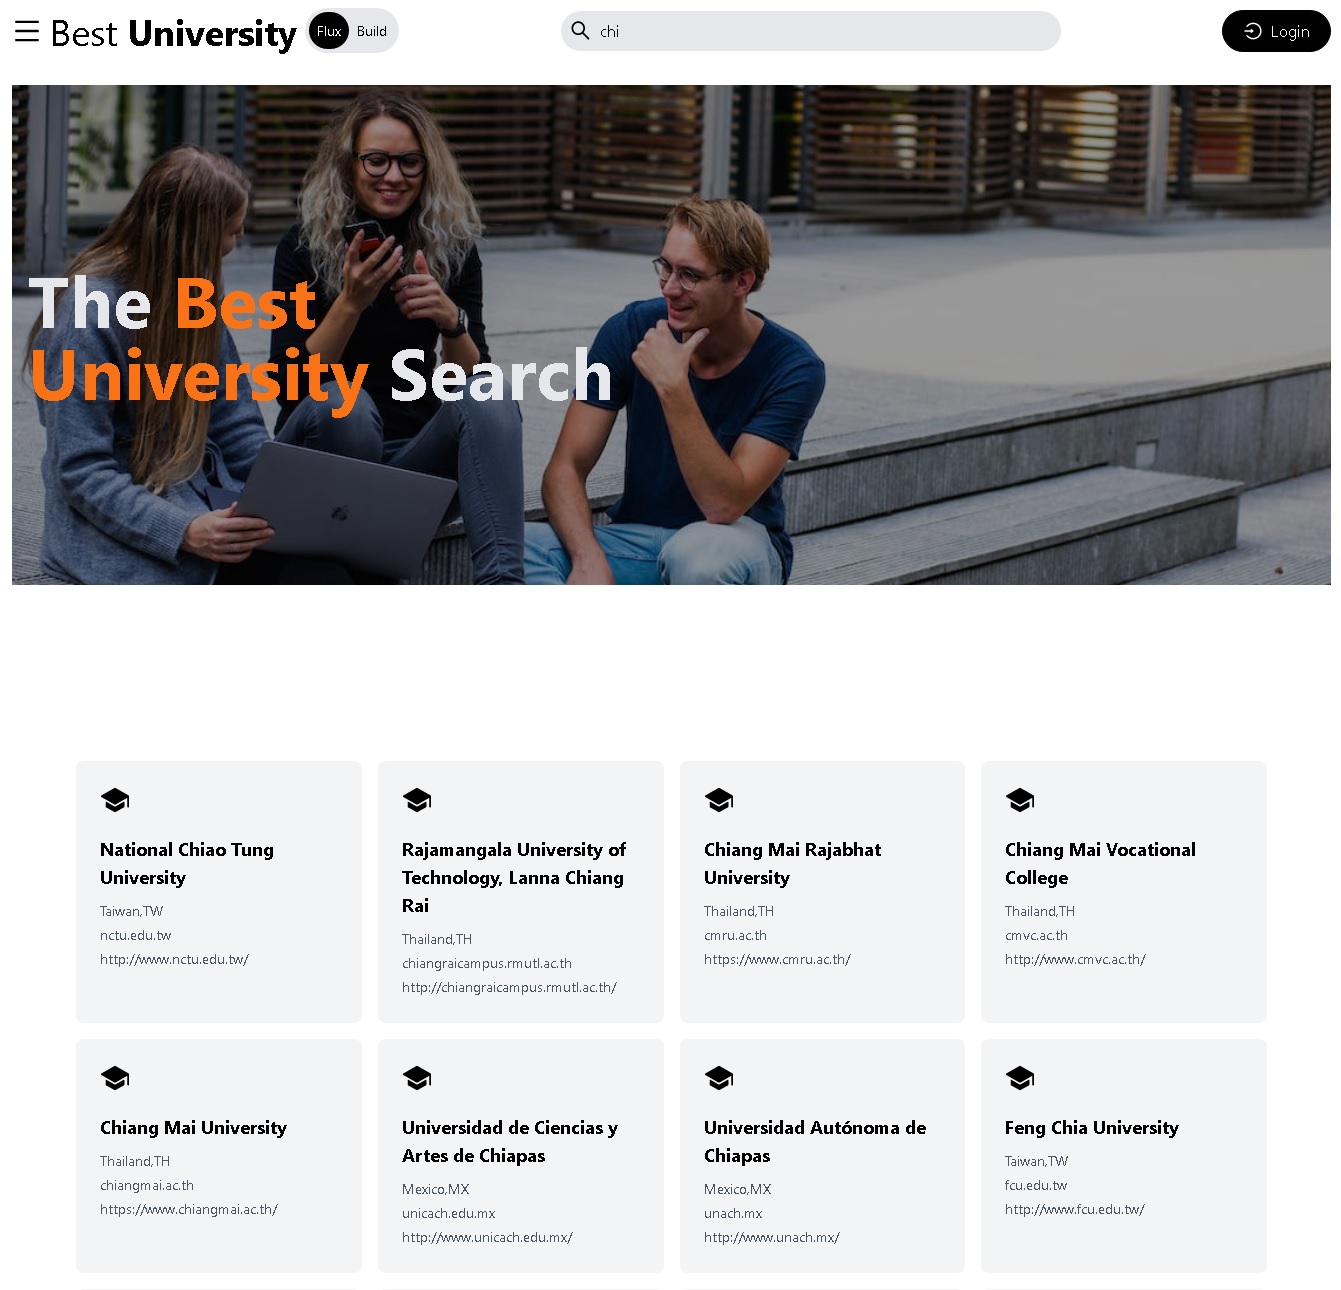 Best University
Flux
Build
chi
Login
The Best
University Search
National Chiao Tung
University
Taiwan,TW
nctu.edu.tw
http://www.nctu.edu.tw/
Rajamangala University of
Technology, Lanna Chiang
Rai
Thailand,TH
chiangraicampus.rmutl.ac.th
http://chiangraicampus.rmutl.ac.th/
Chiang Mai Rajabhat
University
Thailand,TH
cmru.ac.th
https://www.cmru.ac.th/
Chiang Mai Vocational
College
Thailand,TH
cmvc.ac.th
http://www.cmvc.ac.th/
Chiang Mai University
Thailand,TH
chiangmai.ac.th
https://www.chiangmai.ac.th/
Universidad de Ciencias y
Artes de Chiapas
Mexico,MX
unicach.edu.mx
http://www.unicach.edu.mx/
Universidad Autónoma de
Chiapas
Mexico,MX
unach.mx
http://www.unach.mx/
Feng Chia University
Taiwan,TW
fcu.edu.tw
http://www.fcu.edu.tw/